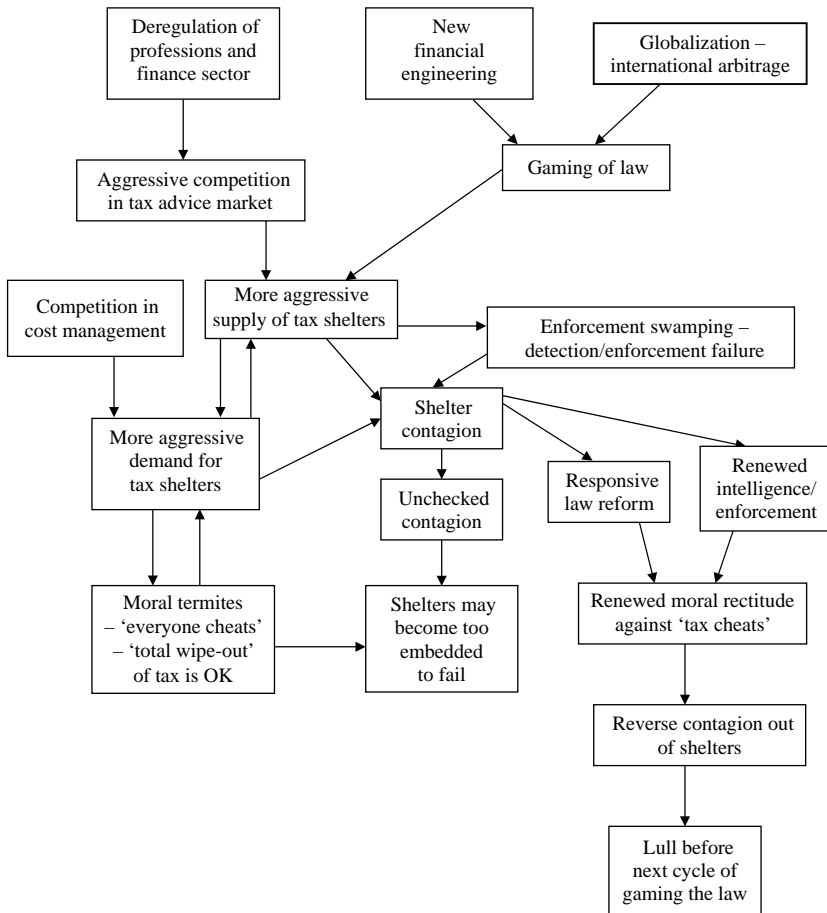 Deregulation of
professions and
finance sector
New
financial
engineering
Globalization –
international arbitrage
Aggressive competition
in tax advice market
Gaming of law
Competition in
cost management
More aggressive
supply of tax shelters
Enforcement swamping –
detection/enforcement failure
More aggressive
demand for
tax shelters
Shelter
contagion
Unchecked
contagion
Responsive
law reform
Renewed
intelligence/
enforcement
Moral termites
– ‘everyone cheats’
– ‘total wipe-out’
of tax is OK
Shelters may
become too
embedded
to fail
Renewed moral rectitude
against ‘tax cheats’
Reverse contagion out
of shelters
Lull before
next cycle of
gaming the law